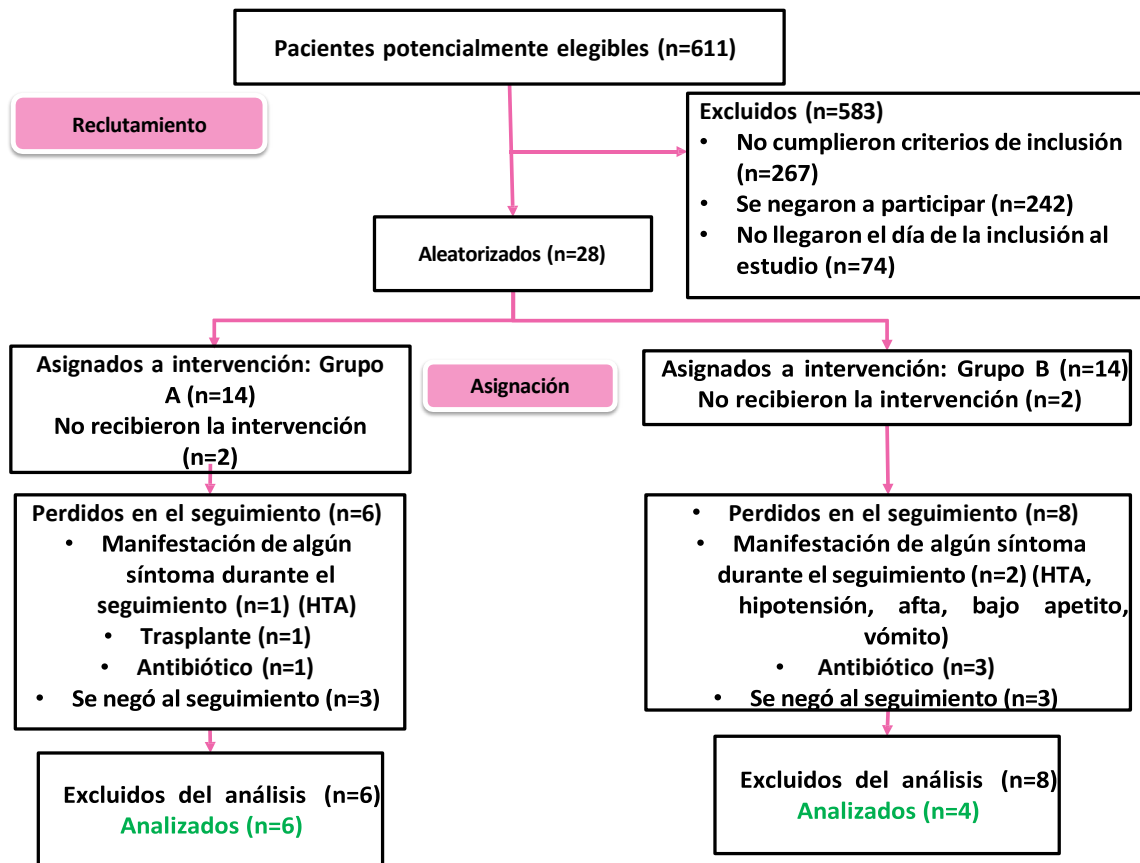 Pacientes potencialmente elegibles (n=611)
Reclutamiento
Excluidos (n=583)
• No cumplieron criterios de inclusión
(n=267)
• Se negaron a participar (n=242)
• No llegaron el día de la inclusión al
estudio (n=74)
Aleatorizados (n=28)
Asignados a intervención: Grupo
A (n=14)
No recibieron la intervención
(n=2)
Asignación
Asignados a intervención: Grupo B (n=14)
No recibieron la intervención (n=2)
Perdidos en el seguimiento (n=6)
• Manifestación de algún
síntoma durante el
seguimiento (n=1) (HTA)
• Trasplante (n=1)
• Antibiótico (n=1)
• Se negó al seguimiento (n=3)
• Perdidos en el seguimiento (n=8)
• Manifestación de algún síntoma
durante el seguimiento (n=2) (HTA,
hipotensión, afta, bajo apetito,
vómito)
• Antibiótico (n=3)
• Se negó al seguimiento (n=3)
Excluidos del análisis (n=6)
Analizados (n=6)
Excluidos del análisis (n=8)
Analizados (n=4)